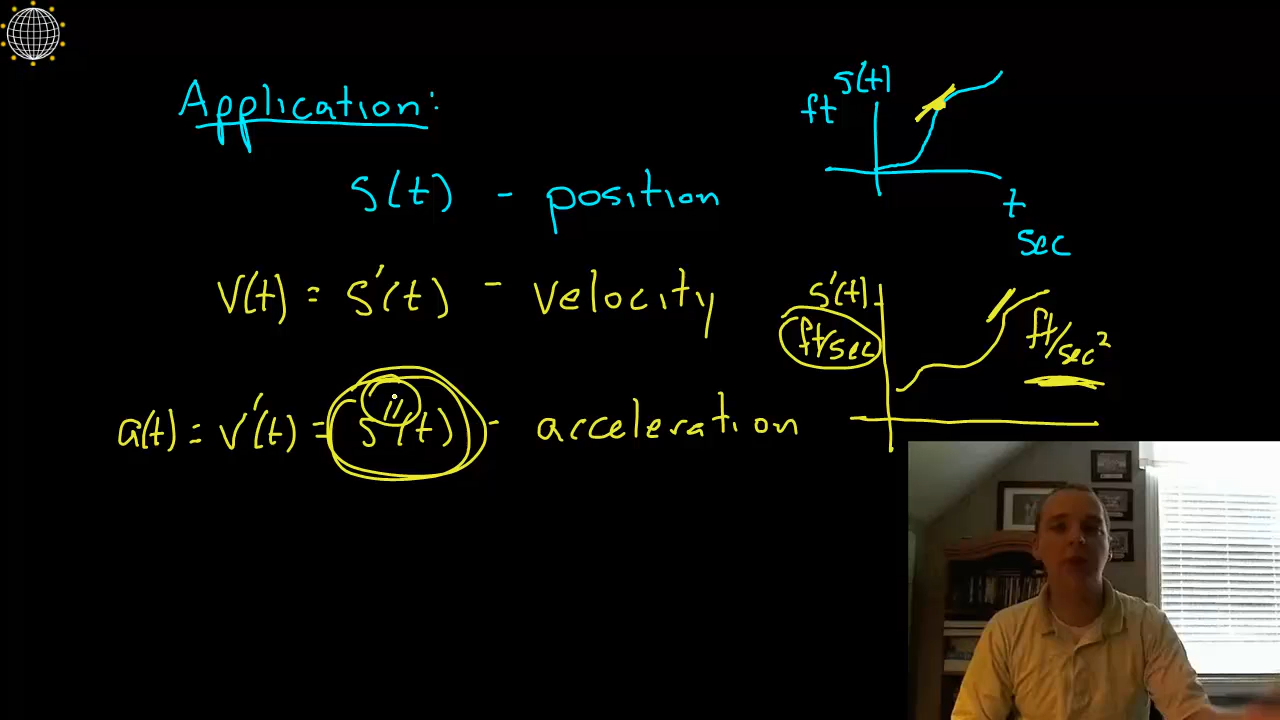 Application:
s(t) - position
v(t) = s'(t) - velocity
a(t) = v'(t) = s''(t) - acceleration
s(t)
ft
t
sec
s'(t)
ft/sec
ft/sec²